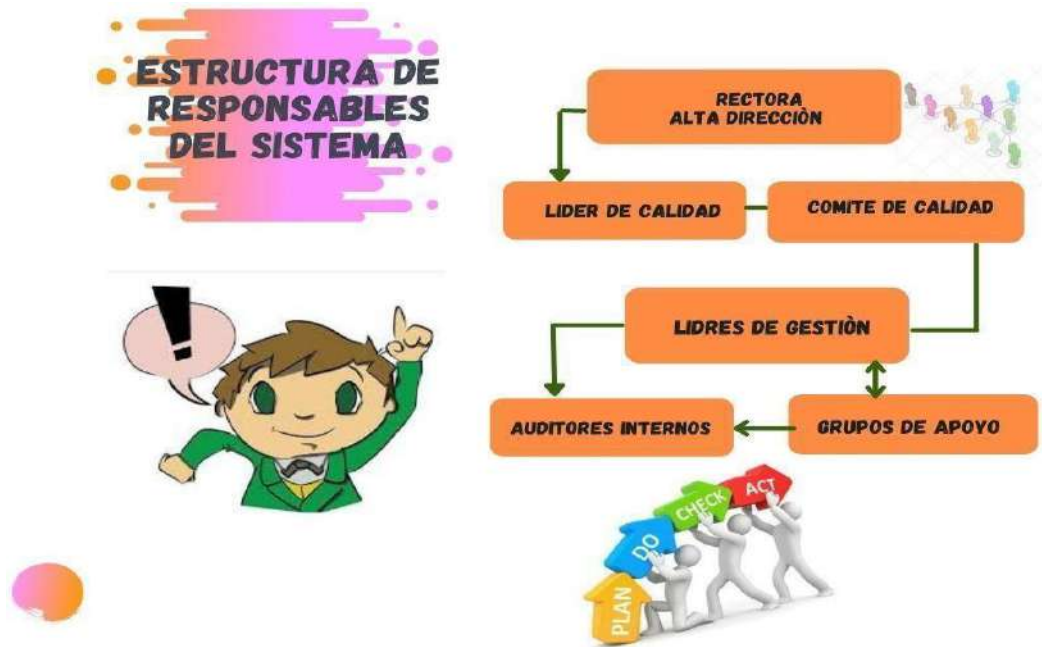 ESTRUCTURA DE
RESPONSABLES
DEL SISTEMA
RECTORA
ALTA DIRECCIÒN
LIDER DE CALIDAD
COMITE DE CALIDAD
LIDRES DE GESTIÒN
AUDITORES INTERNOS
GRUPOS DE APOYO
!
PLAN
DO
CHECK
ACT